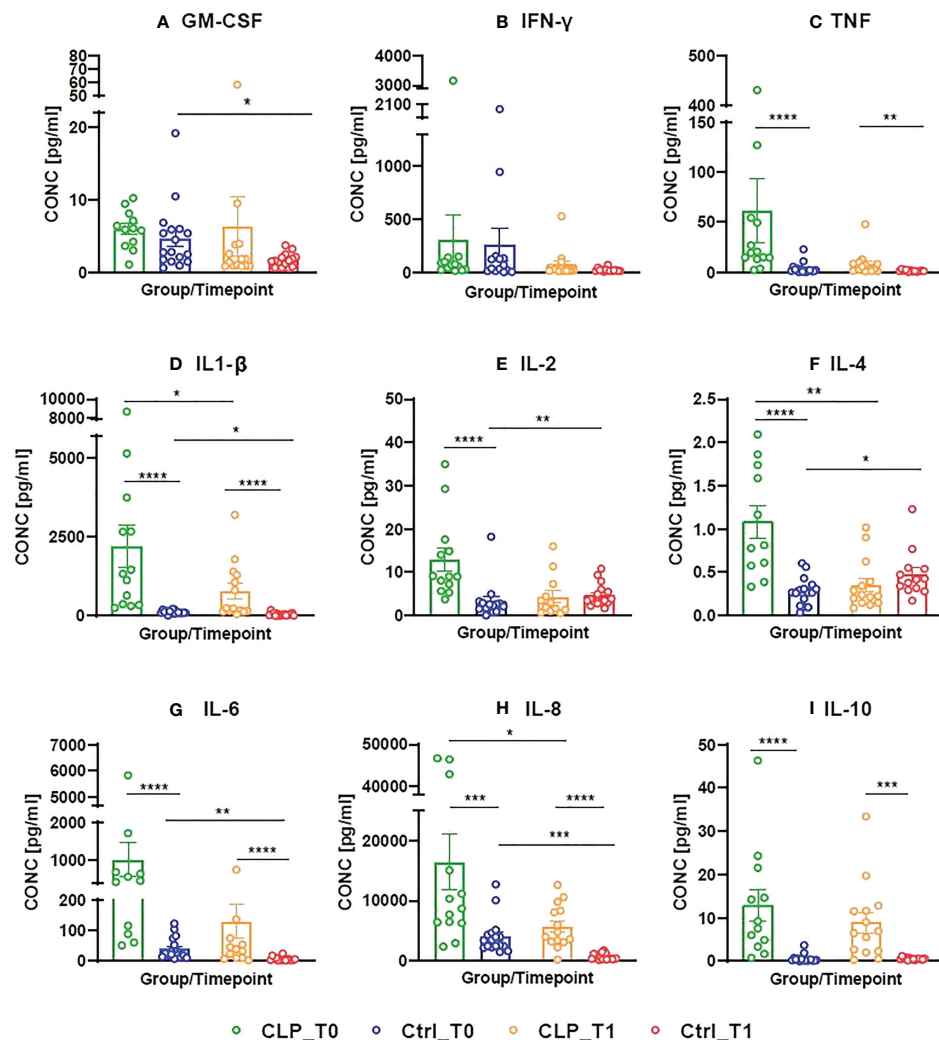 A GM-CSF
B IFN-γ
C TNF
CONC [pg/ml]
80
70
60
50
20
10
0
*
Group/Timepoint
CONC [pg/ml]
4000
3000
2100
1000
500
0
Group/Timepoint
CONC [pg/ml]
500
400
150
100
50
0
****
**
Group/Timepoint
D IL1-β
E IL-2
F IL-4
CONC [pg/ml]
10000
8000
6000
5000
2500
0
*
*
****
****
Group/Timepoint
CONC [pg/ml]
50
40
30
20
10
0
****
**
Group/Timepoint
CONC [pg/ml]
2.5
2.0
1.5
1.0
0.5
0.0
**
****
*
Group/Timepoint
G IL-6
H IL-8
I IL-10
CONC [pg/ml]
7000
6000
5000
2000
1000
200
100
0
****
**
****
Group/Timepoint
CONC [pg/ml]
50000
40000
20000
10000
0
*
***
****
***
Group/Timepoint
CONC [pg/ml]
50
40
30
20
10
0
****
***
Group/Timepoint
CLP_T0 Ctrl_T0 CLP_T1 Ctrl_T1